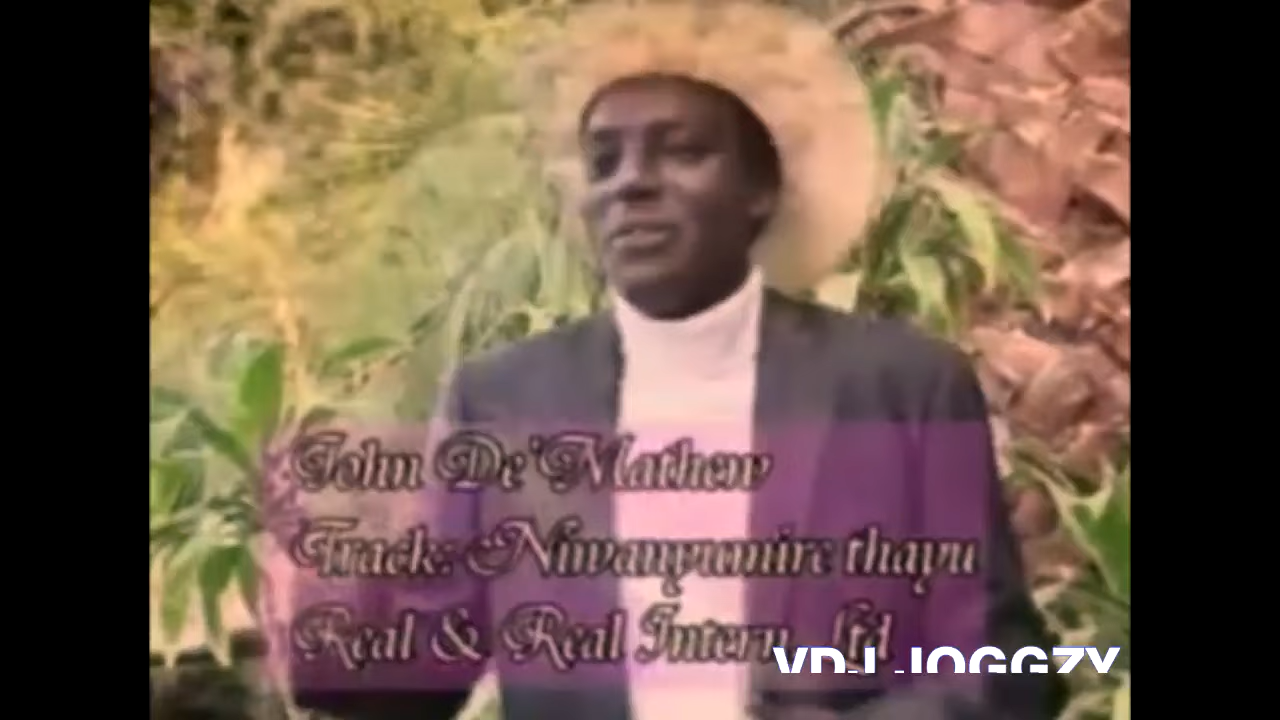 John De'Mathew
Track: Niwanyumire thayu
Real & Real Intern. Ltd
VDJ JOGGZY